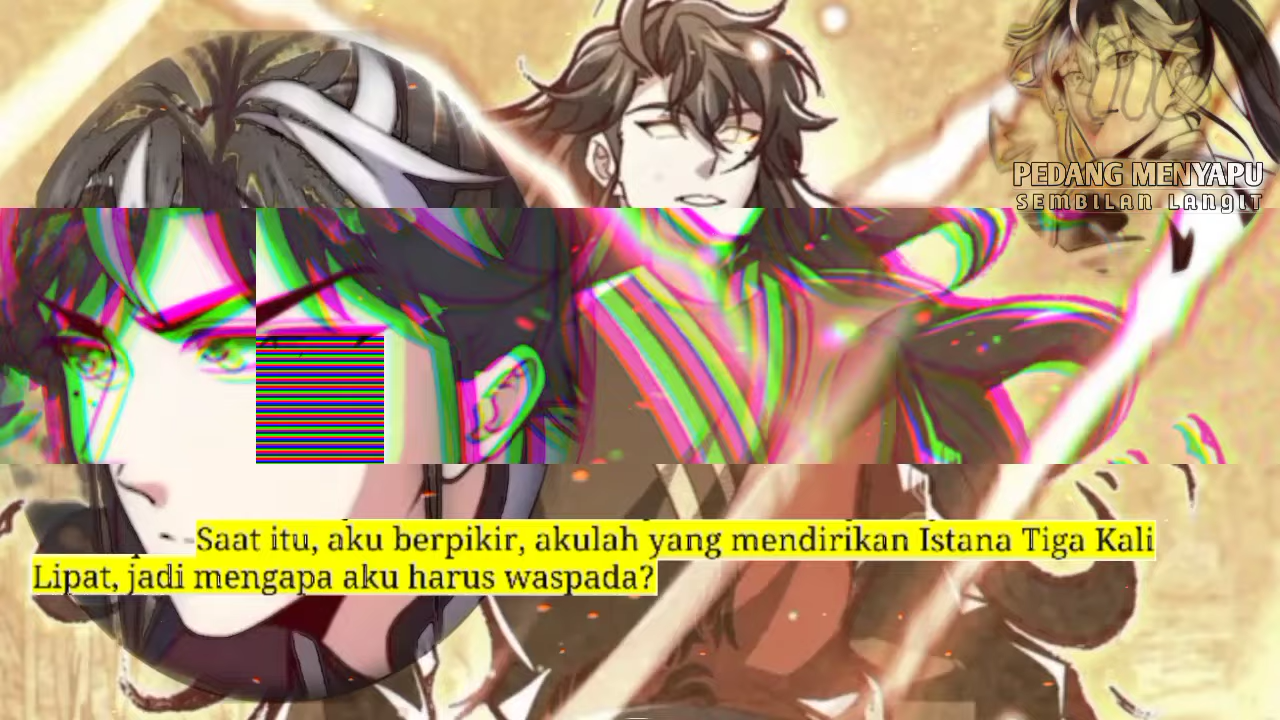 PEDANG MENYAPU
SEMBILAN LANGIT
Saat itu, aku berpikir, akulah yang mendirikan Istana Tiga Kali
Lipat, jadi mengapa aku harus waspada?